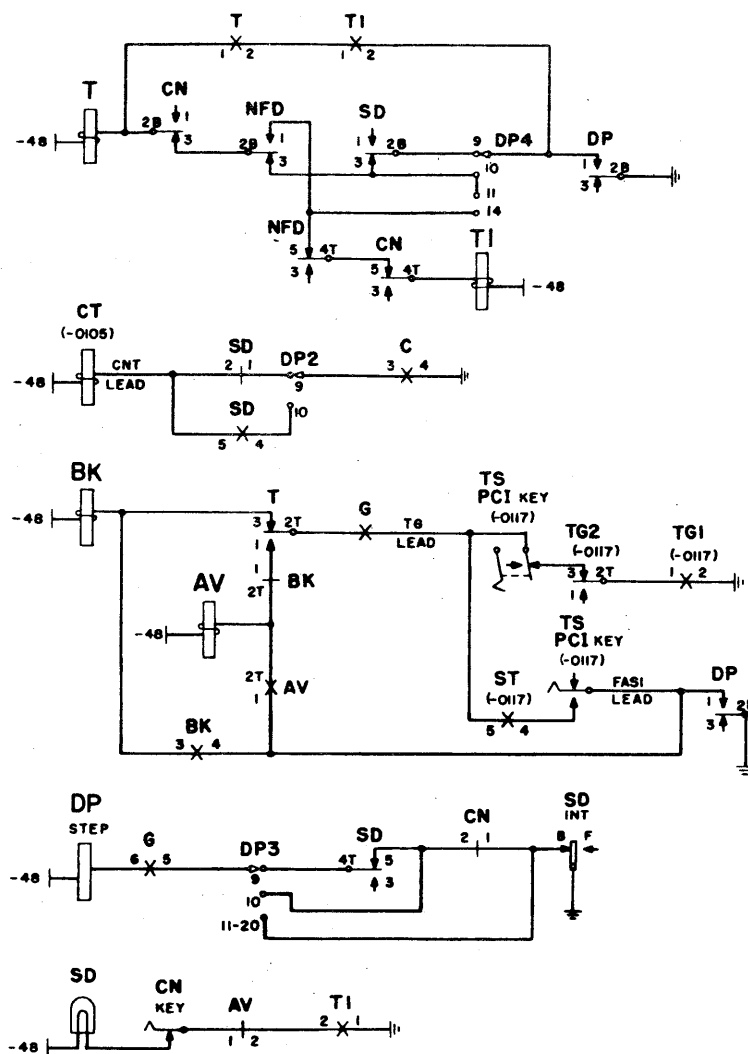 T T1
1 2 1 2
T CN NFD SD
2B 1 3 2B 1 3 1 3 2B 9 DP4 DP
-48
10
11
14
1 3 2B
NFD CN T1
5 3 4T 5 3 4T
-48
CT
(-0105)
CNT
LEAD
SD
2 1
DP2
9
C
3 4
-48
SD
5 4
10
BK
-48
T
3 1 2T
G
TG
LEAD
TS
PCI KEY
(-0117)
TG2
(-0117)
3 1 2T
TG1
(-0117)
1 2
1
2T
BK
AV
-48
2T
1
AV
TS
PCI KEY
(-0117)
ST
(-0117)
5 4
FAS1
LEAD
DP
1
3
BK
3 4
DP
STEP
-48
G
6 5
DP3
9
10
11-20
SD
4T 5 3
CN
2 1
SD
INT
B F
SD
-48
CN
KEY
AV
1 2
T1
2 1